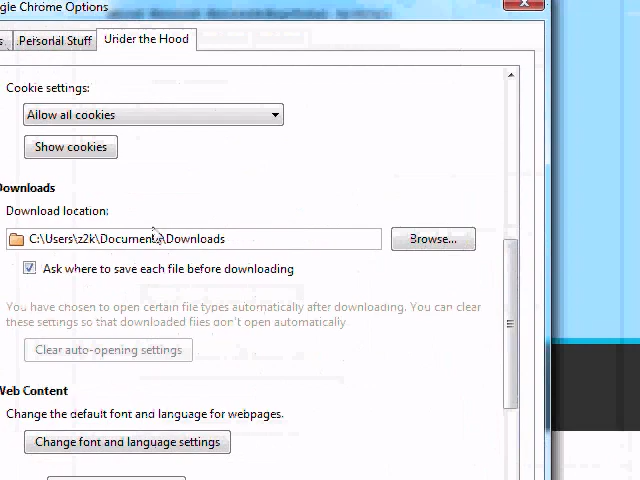 gle Chrome Options
s Personal Stuff Under the Hood
Cookie settings:
Allow all cookies
Show cookies
Downloads
Download location:
C:\Users\z2k\Documents\Downloads
Browse...
Ask where to save each file before downloading
You have chosen to open certain file types automatically after downloading. You can clear
these settings so that downloaded files don't open automatically
Clear auto-opening settings
Web Content
Change the default font and language for webpages.
Change font and language settings